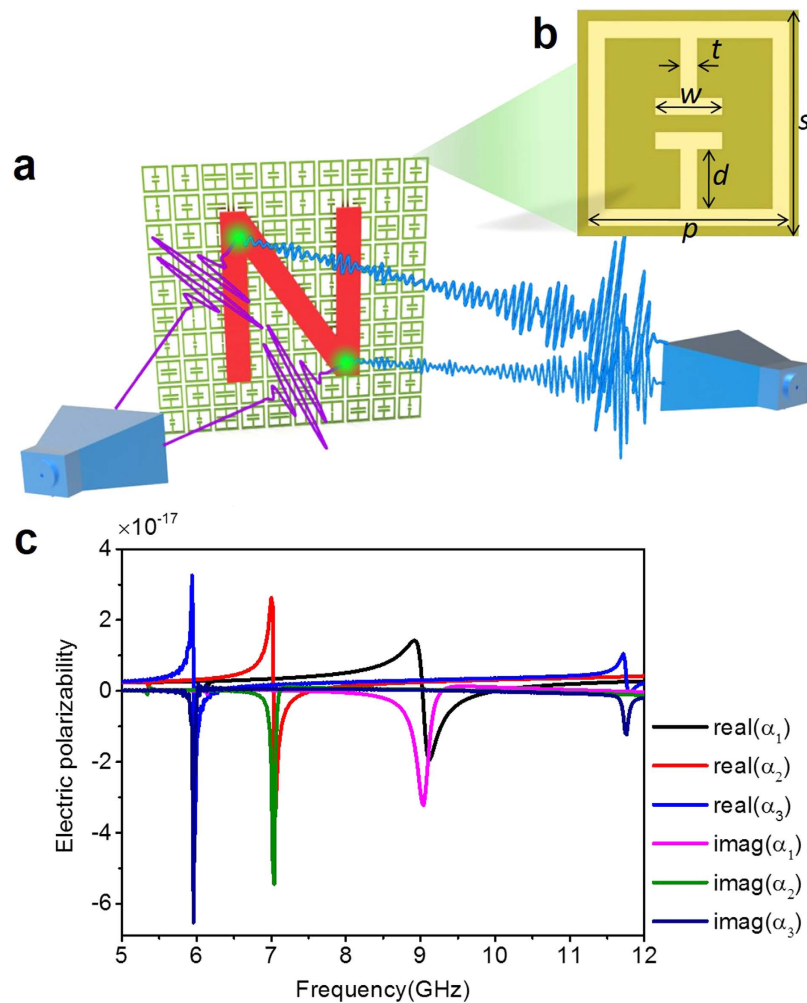 b
t
w
s
d
p
a
N
c
×10⁻¹⁷
4
2
0
-2
-4
-6
Electric polarizability
5 6 7 8 9 10 11 12
Frequency(GHz)
real(α₁)
real(α₂)
real(α₃)
imag(α₁)
imag(α₂)
imag(α₃)